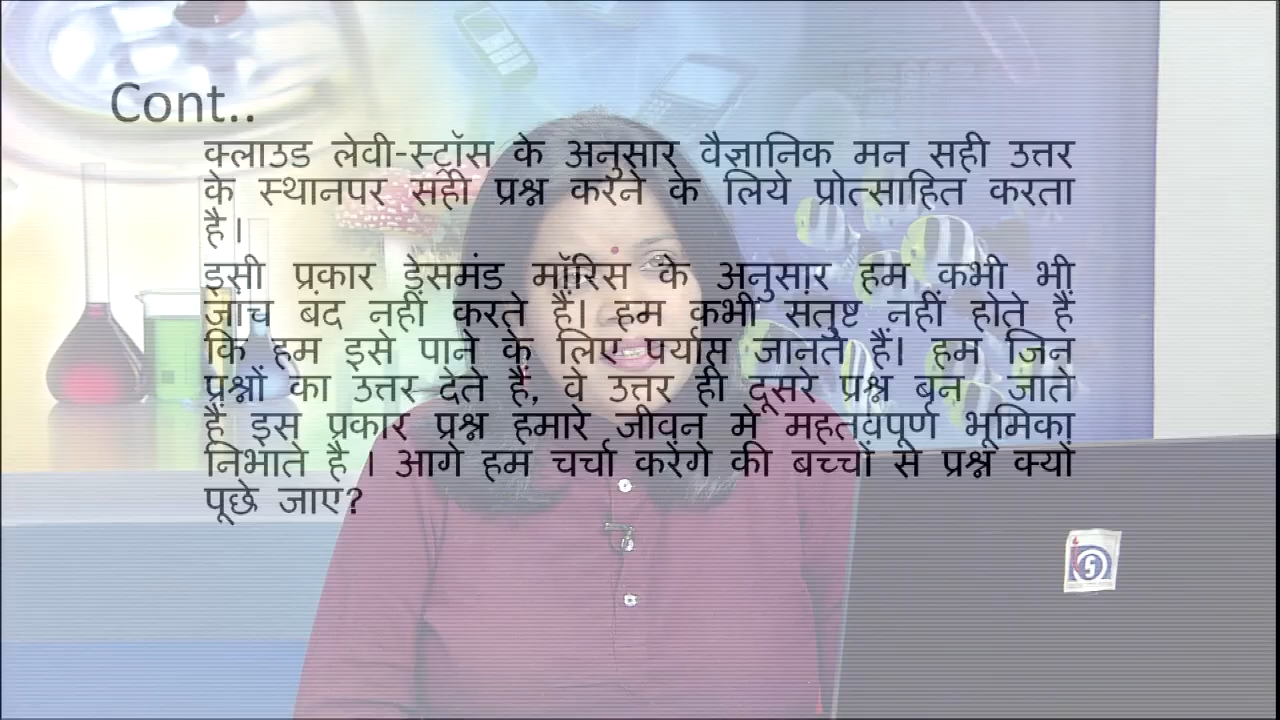 Cont..
क्लाउड लेवी-स्ट्रॉस के अनुसार वैज्ञानिक मन सही उत्तर
के स्थानपर सही प्रश्न करने के लिये प्रोत्साहित करता
है।
इसी प्रकार डेसमंड मॉरिस के अनुसार हम कभी भी
जांच बंद नहीं करते हैं। हम कभी संतुष्ट नहीं होते हैं
कि हम इसे पाने के लिए पर्याप्त जानते हैं। हम जिन
प्रश्नों का उत्तर देते हैं, वे उत्तर ही दूसरे प्रश्न बन जाते
हैं इस प्रकार प्रश्न हमारे जीवन मे महत्वपूर्ण भूमिका
निभाते है । आगे हम चर्चा करेंगे की बच्चों से प्रश्न क्यों
पूछे जाए?